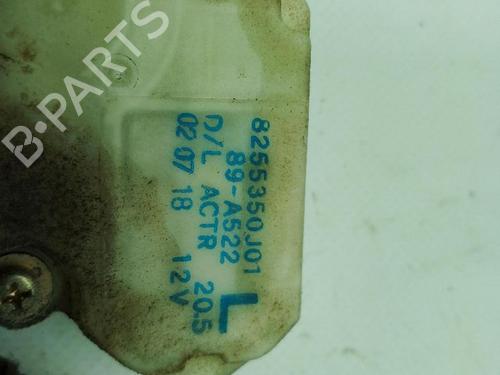 8255350J01
89-A522
D/L ACTR 20.5
02 07 18 12V
L
B-PARTS